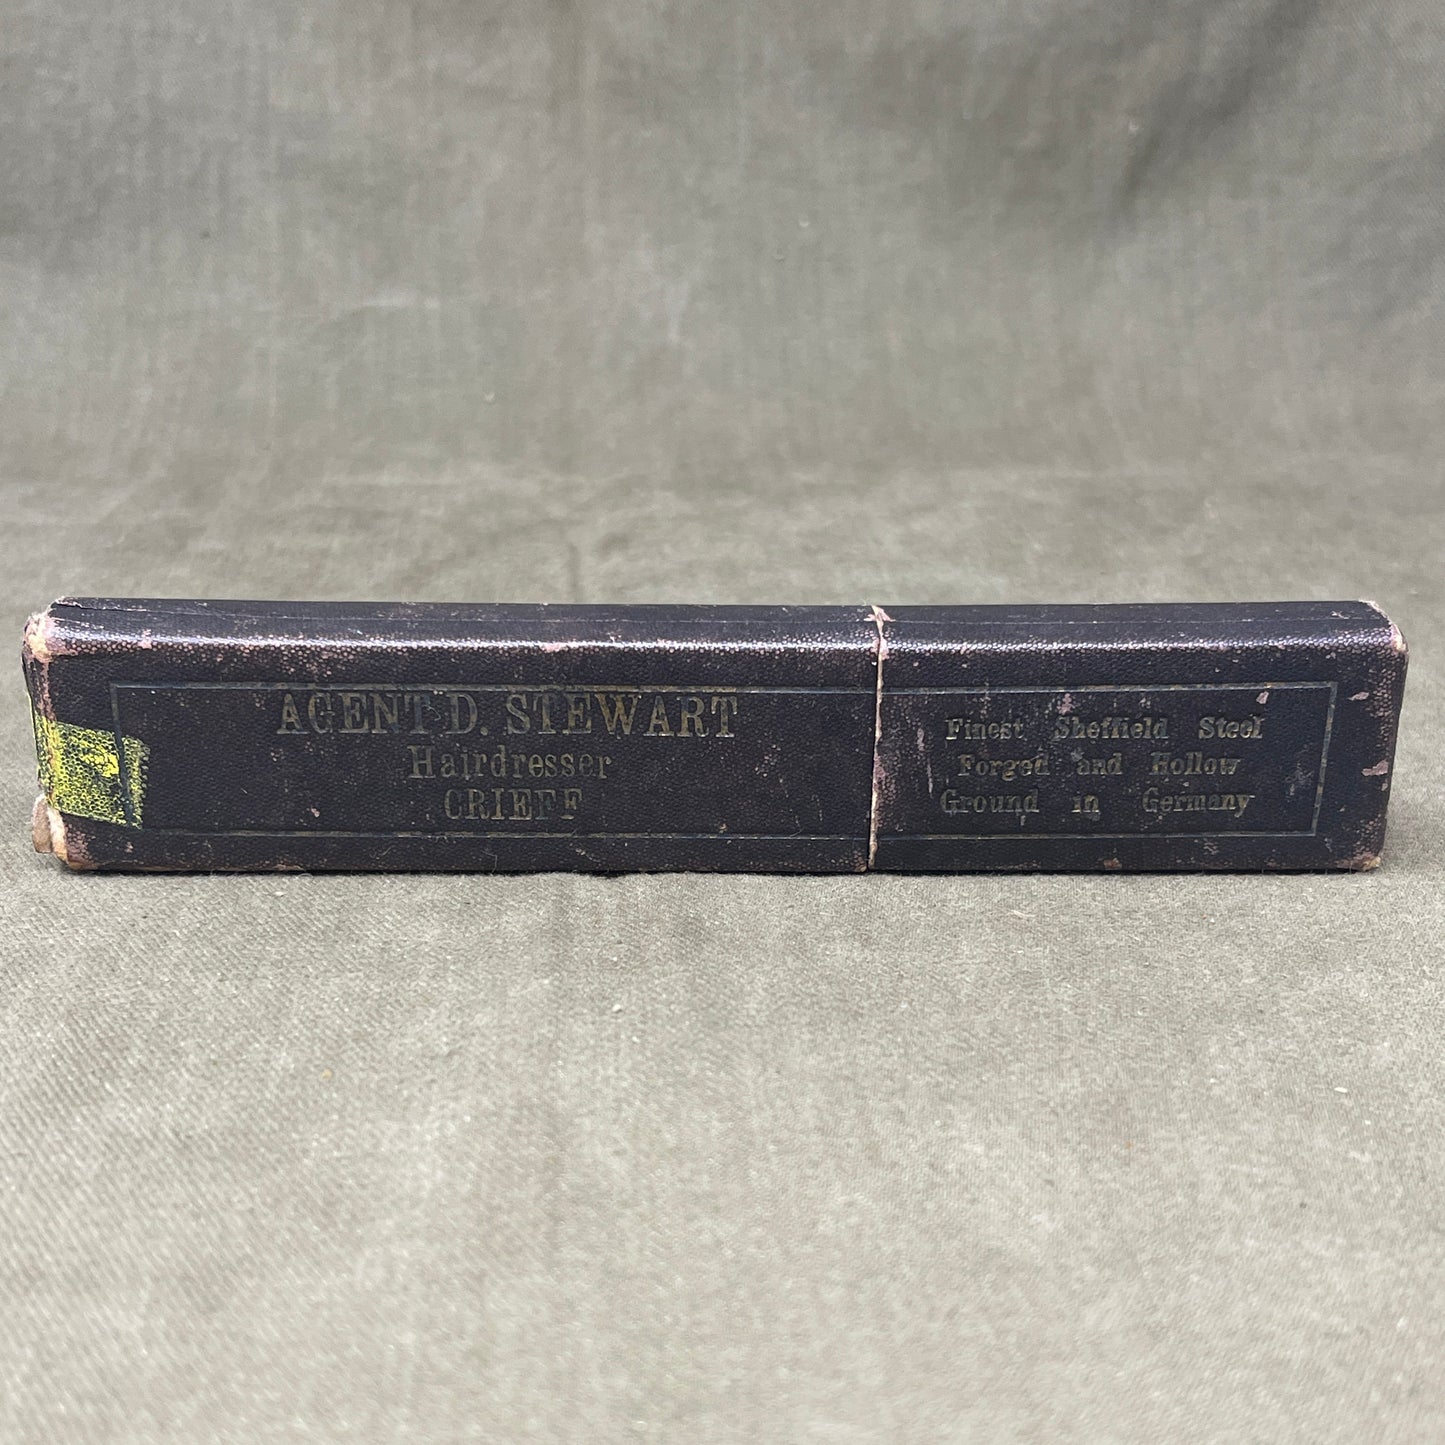 AGENT D. STEWART
Hairdresser
CRIEFF
Finest Sheffield Steel
Forged and Hollow
Ground in Germany